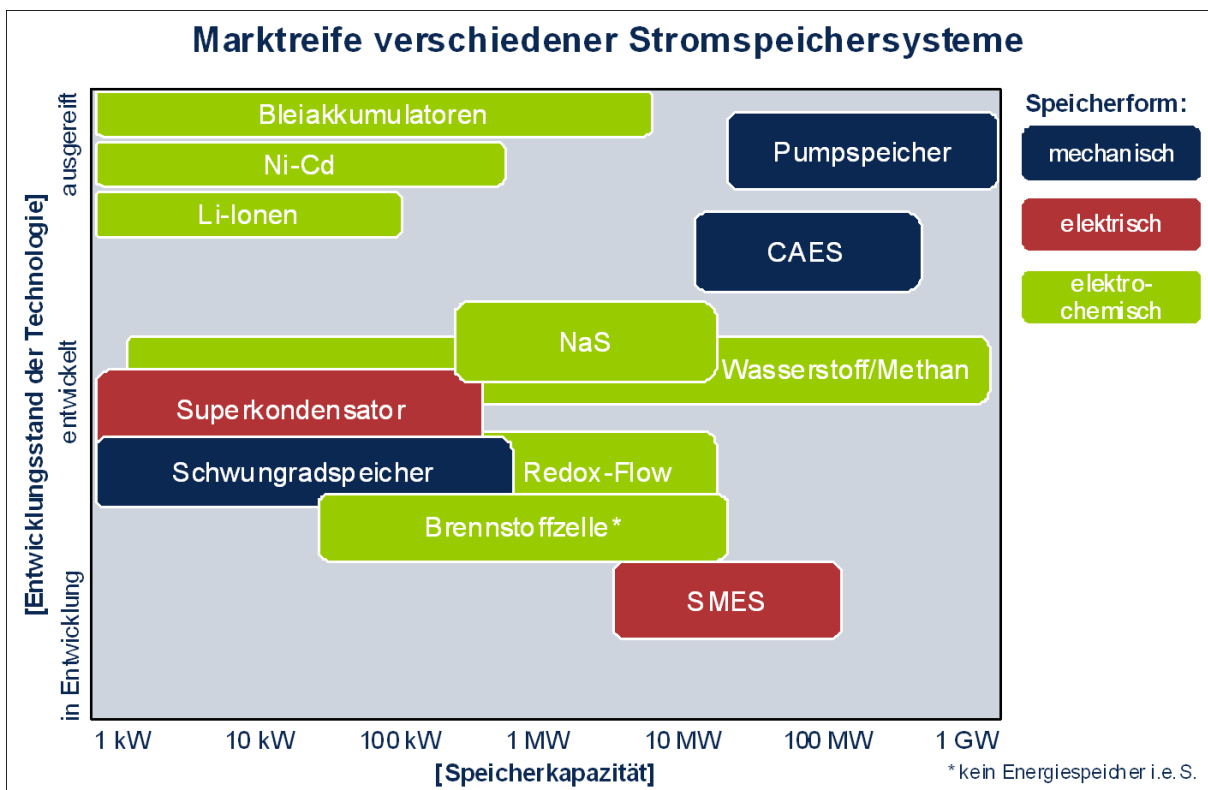 Marktreife verschiedener Stromspeichersysteme
[Entwicklungsstand der Technologie]
ausgereift
entwickelt
in Entwicklung
Bleiakkumulatoren
Ni-Cd
Li-Ionen
Pumpspeicher
CAES
NaS
Wasserstoff/Methan
Superkondensator
Schwungradspeicher
Redox-Flow
Brennstoffzelle*
SMES
1 kW
10 kW
100 kW
1 MW
10 MW
100 MW
1 GW
[Speicherkapazität]
Speicherform:
mechanisch
elektrisch
elektro-
chemisch
* kein Energiespeicher i.e.S.